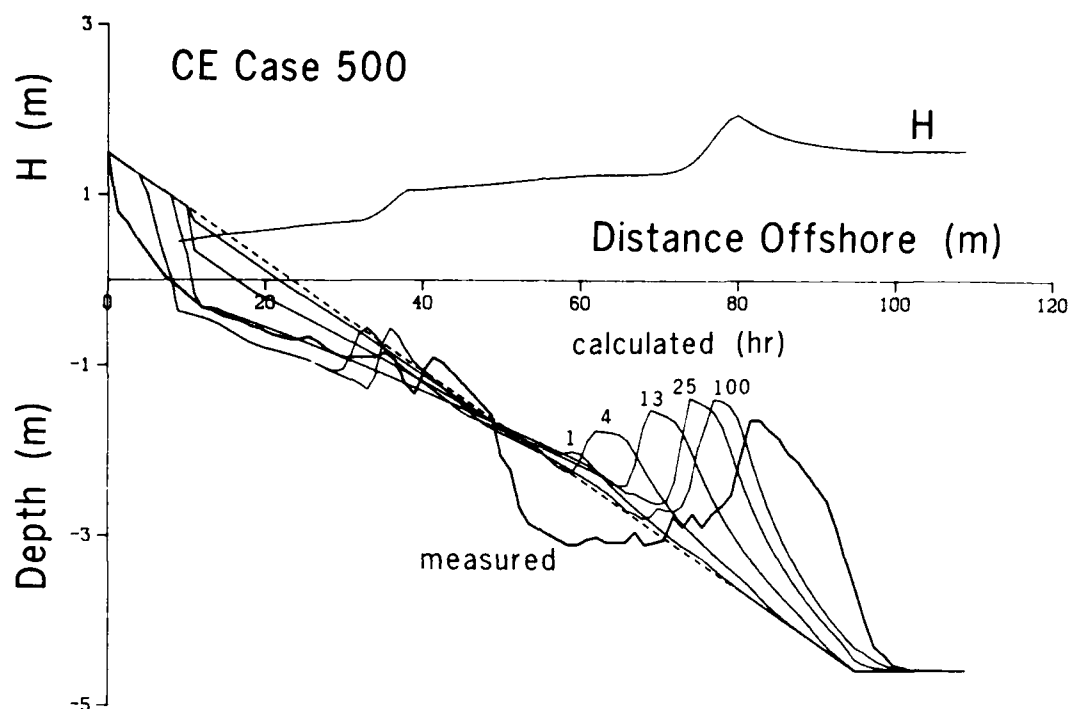 3
CE Case 500
H (m)
H
1
Distance Offshore (m)
0 20 40 60 80 100 120
calculated (hr)
-1
1 4 13 25 100
Depth (m)
-3
measured
-5